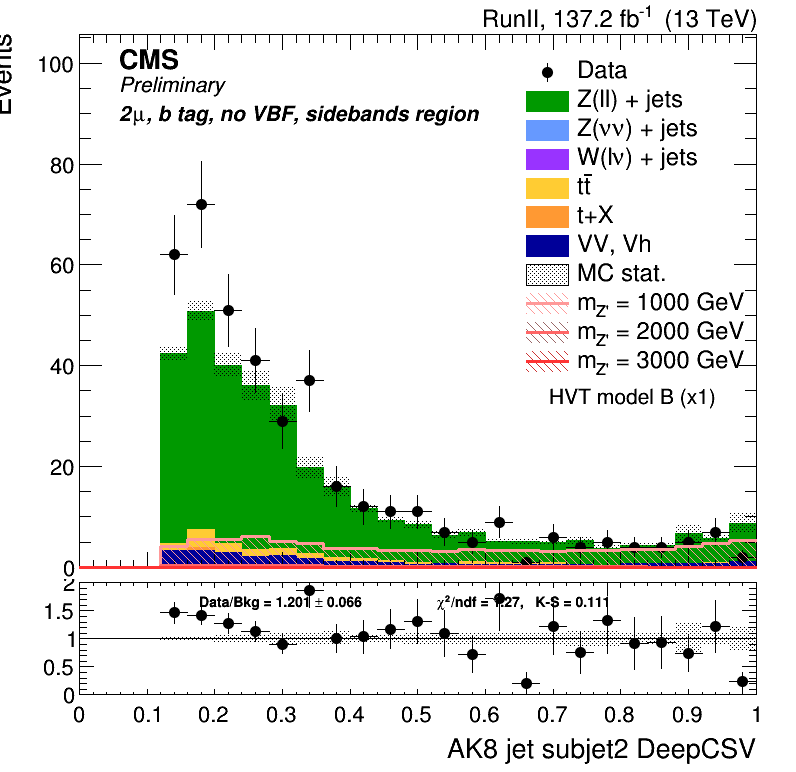 RunII, 137.2 fb⁻¹ (13 TeV)
Events
CMS
Preliminary
2μ, b tag, no VBF, sidebands region
Data
Z(ll) + jets
Z(νν) + jets
W(lν) + jets
tt̄
t+X
VV, Vh
MC stat.
m_Z' = 1000 GeV
m_Z' = 2000 GeV
m_Z' = 3000 GeV
HVT model B (x1)
100
80
60
40
20
0
Data/Bkg = 1.201 ± 0.066 χ²/ndf = 1.27, K-S = 0.111
2
1.5
1
0.5
0
0 0.1 0.2 0.3 0.4 0.5 0.6 0.7 0.8 0.9 1
AK8 jet subjet2 DeepCSV